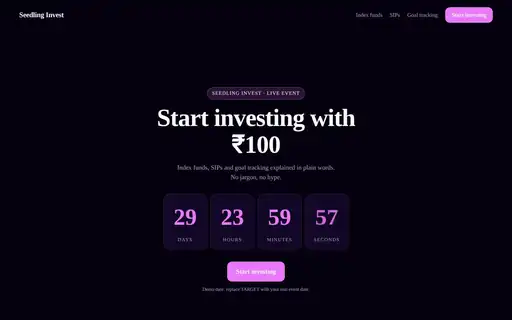 Seedling Invest
Index funds SIPs Goal tracking Start investing
SEEDLING INVEST · LIVE EVENT
Start investing with
₹100
Index funds, SIPs and goal tracking explained in plain words.
No jargon, no hype.
29 23 59 57
DAYS HOURS MINUTES SECONDS
Start investing
Demo date: replace TARGET with your real event date.